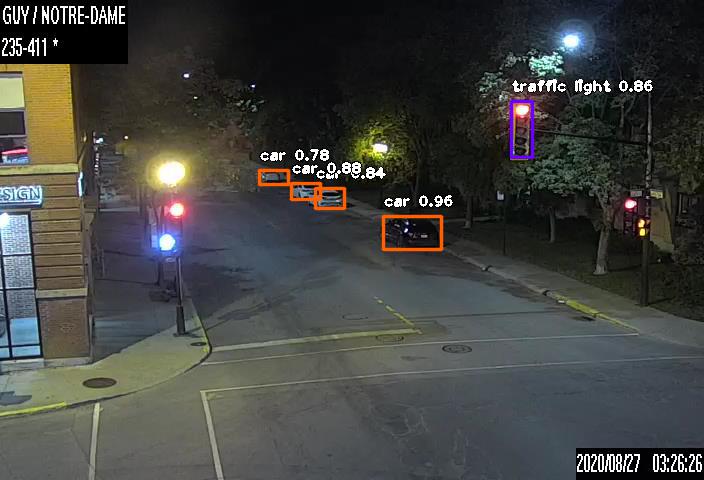 GUY / NOTRE-DAME
235-411 *
traffic light 0.86
car 0.78
car 0.88
car 0.84
car 0.96
SIGN
2020/08/27 03:26:26